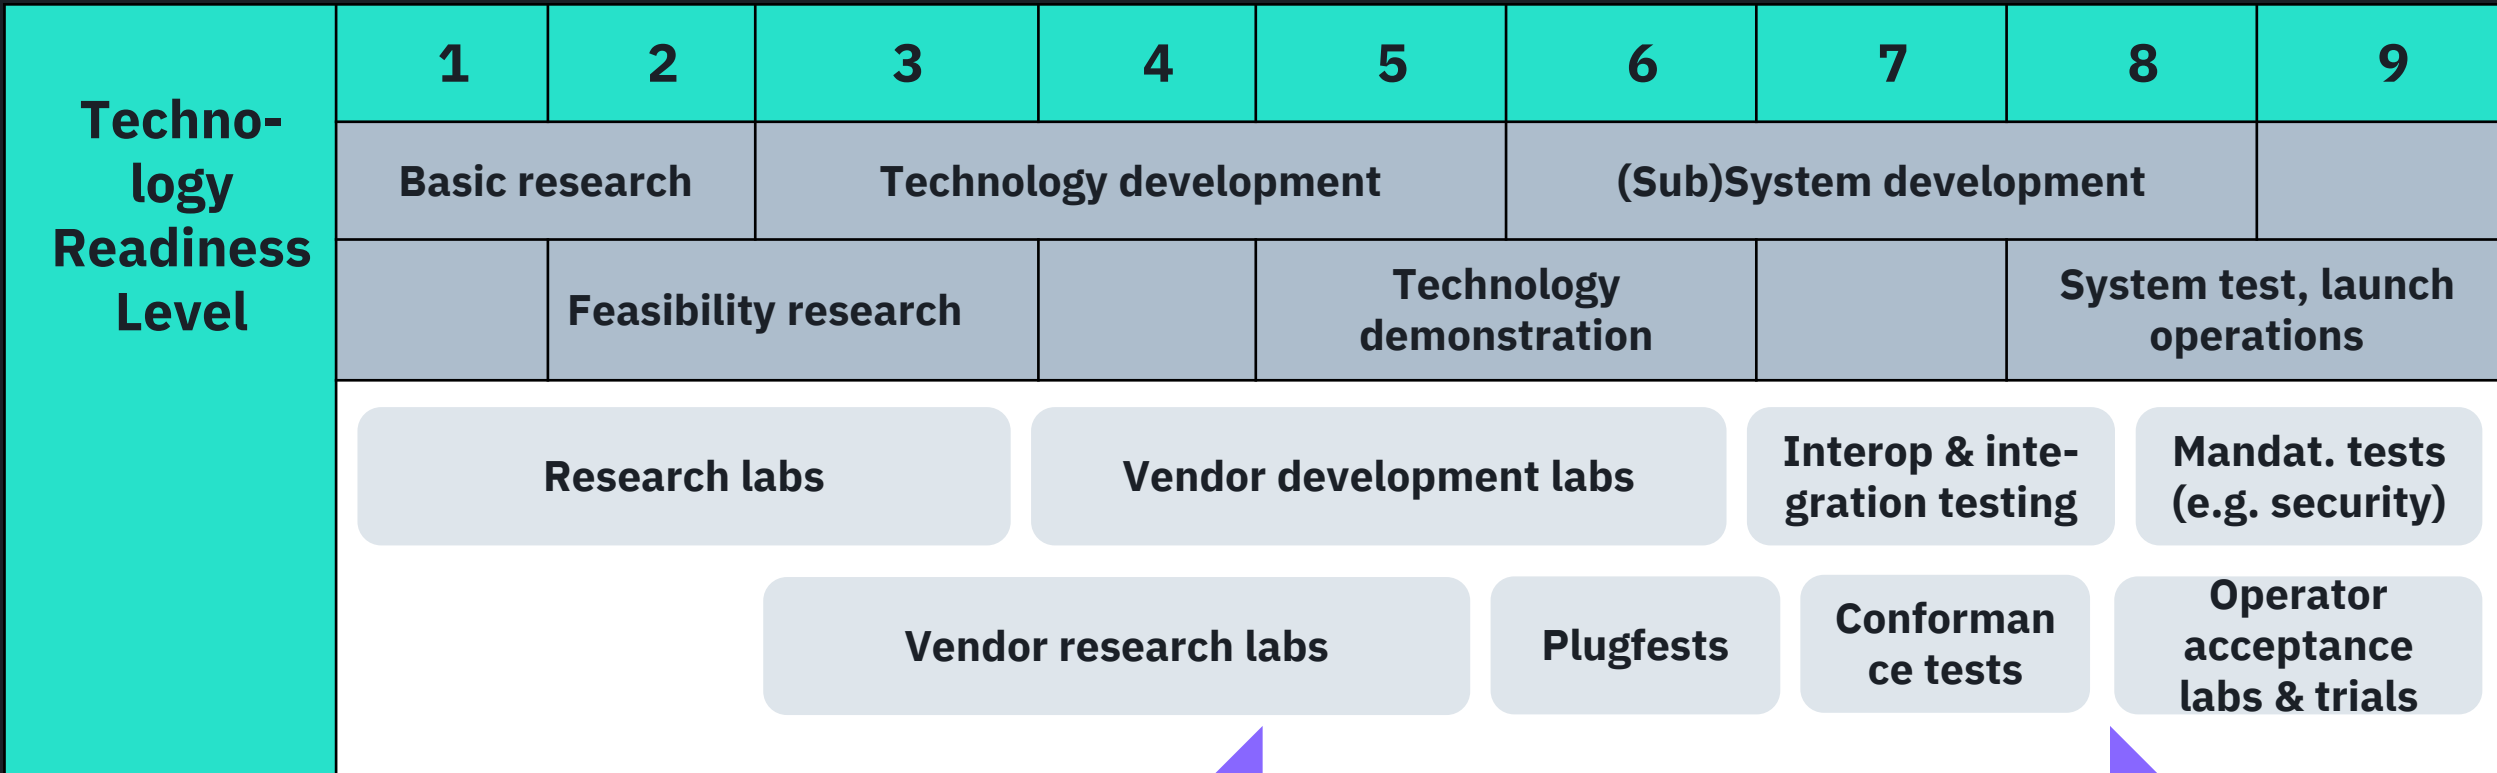 Techno-
logy
Readiness
Level
1 2 3 4 5 6 7 8 9
Basic research
Technology development
(Sub)System development
Feasibility research
Technology
demonstration
System test, launch
operations
Research labs
Vendor development labs
Interop & inte-
gration testing
Mandat. tests
(e.g. security)
Vendor research labs
Plugfests
Conforman
ce tests
Operator
acceptance
labs & trials